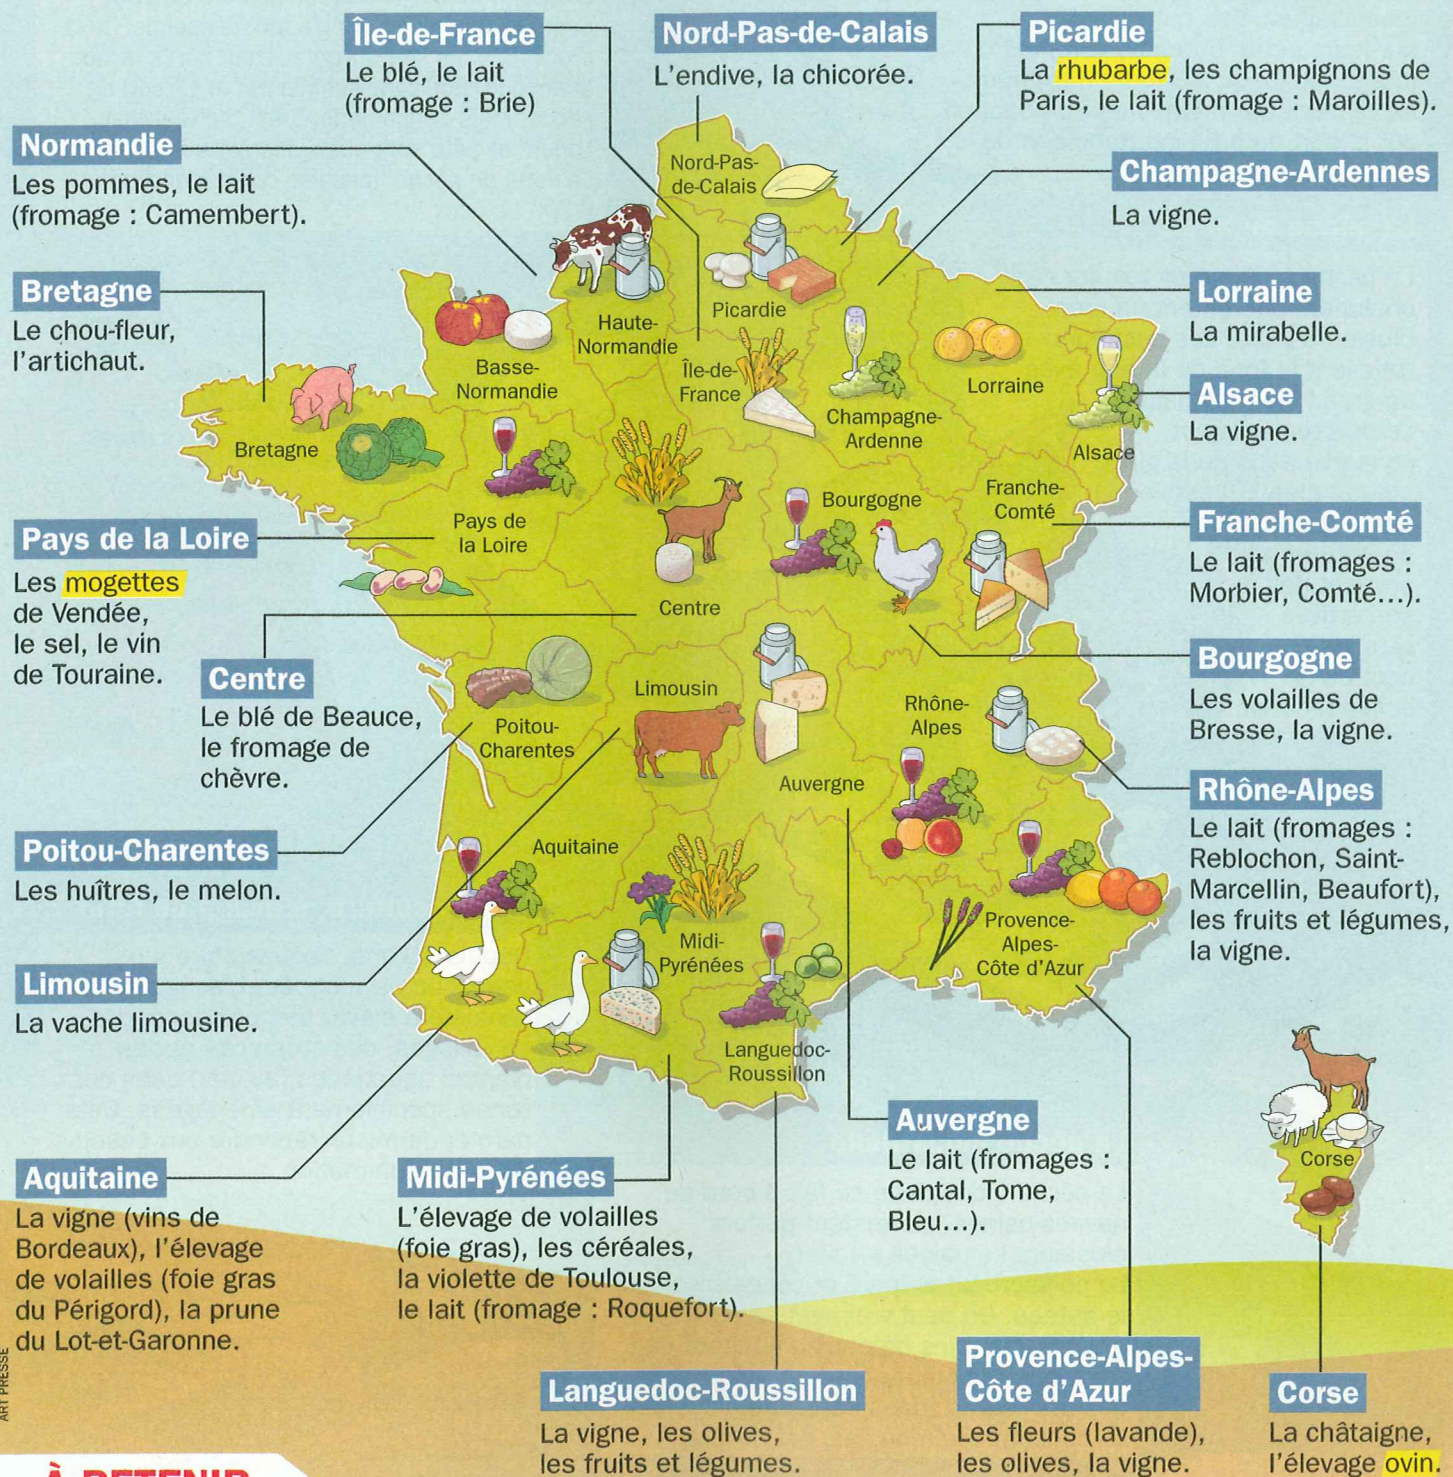 Île-de-France
Le blé, le lait
(fromage : Brie)
Nord-Pas-de-Calais
L'endive, la chicorée.
Picardie
La rhubarbe, les champignons de
Paris, le lait (fromage : Maroilles).
Normandie
Les pommes, le lait
(fromage : Camembert).
Champagne-Ardennes
La vigne.
Bretagne
Le chou-fleur,
l'artichaut.
Lorraine
La mirabelle.
Alsace
La vigne.
Pays de la Loire
Les mogettes
de Vendée,
le sel, le vin
de Touraine.
Franche-Comté
Le lait (fromages :
Morbier, Comté...).
Centre
Le blé de Beauce,
le fromage de
chèvre.
Bourgogne
Les volailles de
Bresse, la vigne.
Poitou-Charentes
Les huîtres, le melon.
Rhône-Alpes
Le lait (fromages :
Reblochon, Saint-
Marcellin, Beaufort),
les fruits et légumes,
la vigne.
Limousin
La vache limousine.
Auvergne
Le lait (fromages :
Cantal, Tome,
Bleu...).
Aquitaine
La vigne (vins de
Bordeaux), l'élevage
de volailles (foie gras
du Périgord), la prune
du Lot-et-Garonne.
Midi-Pyrénées
L'élevage de volailles
(foie gras), les céréales,
la violette de Toulouse,
le lait (fromage : Roquefort).
Languedoc-Roussillon
La vigne, les olives,
les fruits et légumes.
Provence-Alpes-
Côte d'Azur
Les fleurs (lavande),
les olives, la vigne.
Corse
La châtaigne,
l'élevage ovin.
Nord-Pas-
de-Calais
Picardie
Haute-
Normandie
Basse-
Normandie
Île-de-
France
Champagne-
Ardenne
Lorraine
Alsace
Bretagne
Pays de
la Loire
Centre
Bourgogne
Franche-
Comté
Poitou-
Charentes
Limousin
Auvergne
Rhône-
Alpes
Aquitaine
Midi-
Pyrénées
Languedoc-
Roussillon
Provence-
Alpes-
Côte d'Azur
Corse
ART PRESSE
À RETENIR